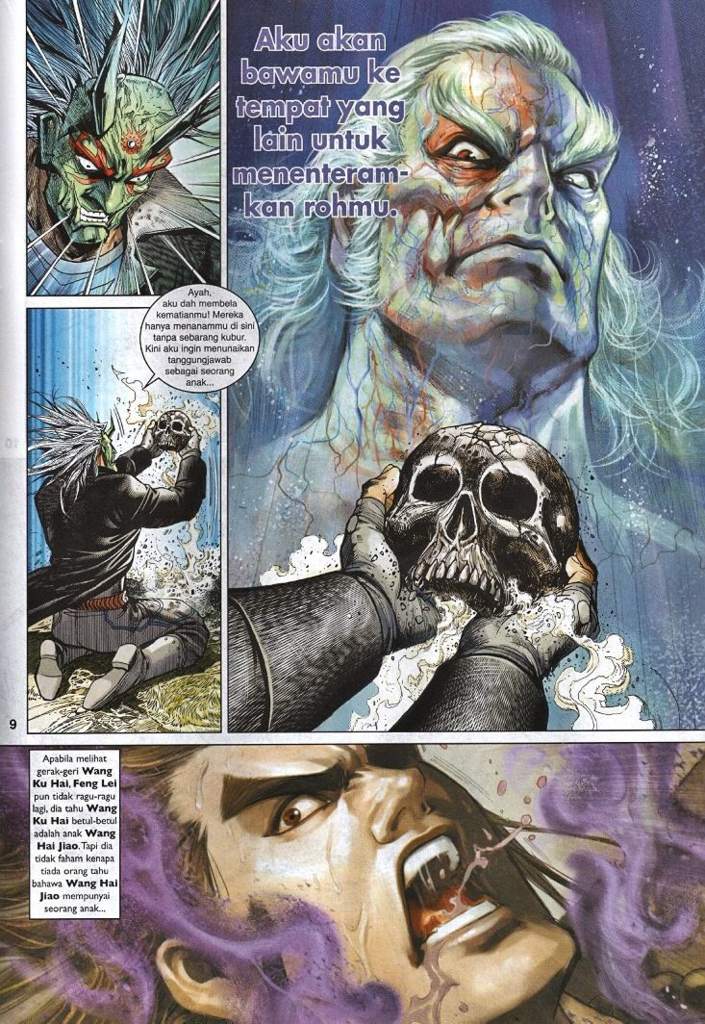 Aku akan
bawamu ke
tempat yang
lain untuk
menenteram-
kan rohmu.
Ayah,
aku dah membela
kematianmu! Mereka
hanya menanammu di sini
tanpa sebarang kubur.
Kini aku ingin menunaikan
tanggungjawab
sebagai seorang
anak...
9
Apabila melihat
gerak-geri Wang
Ku Hai, Feng Lei
pun tidak ragu-ragu
lagi, dia tahu Wang
Ku Hai betul-betul
adalah anak Wang
Hai Jiao. Tapi dia
tidak faham kenapa
tiada orang tahu
bahawa Wang Hai
Jiao mempunyai
seorang anak...